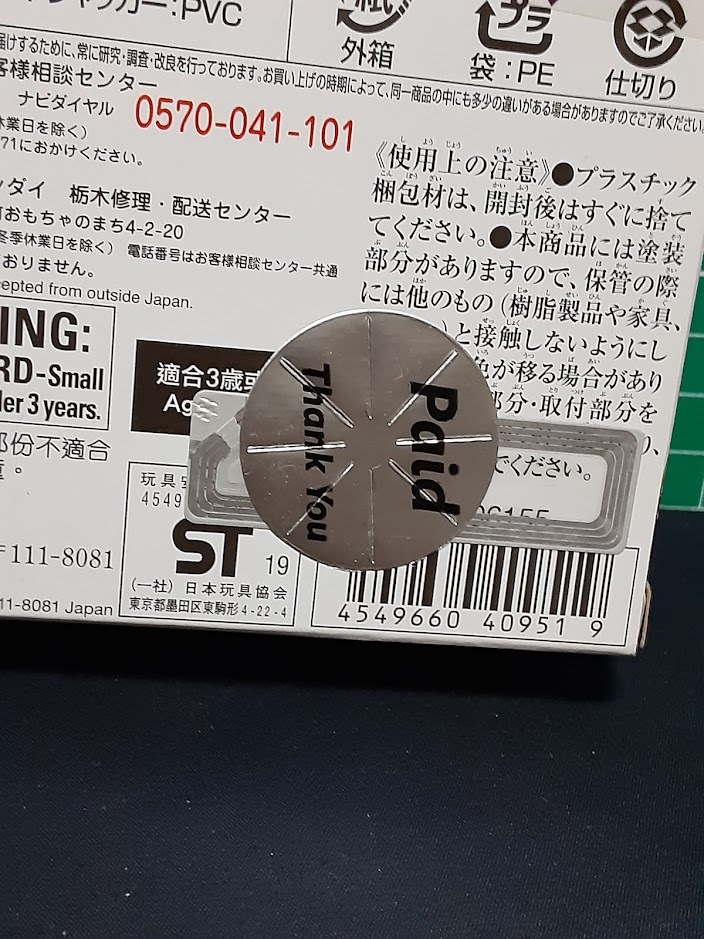 ャッカー:PVC
紙
外箱
プラ
袋:PE
仕切り
届けするために、常に研究・調査・改良を行っております。お買い上げの時期によって、同一商品の中にも多少の違いがある場合がありますのでご了承ください。
客様相談センター
ナビダイヤル 0570-041-101
休業日を除く)
71におかけください。
ンダイ 栃木修理・配送センター
おもちゃのまち4-2-20
冬季休業日を除く) 電話番号はお客様相談センター共通
おりません。
cepted from outside Japan.
《使用上の注意》●プラスチック
梱包材は、開封後はすぐに捨て
てください。●本商品には塗装
部分がありますので、保管の際
には他のもの(樹脂製品や家具、
)と接触しないようにし
色が移る場合があり
部分・取付部分を
でください。
ING:
RD-Small
der 3 years.
適合3歳
Ag
部份不適合
。
Paid
Thank You
玩具
4549
ST 19
(一社) 日本玩具協会
東京都墨田区東駒形4-22-4
〒111-8081
11-8081 Japan
4549660 40951 9